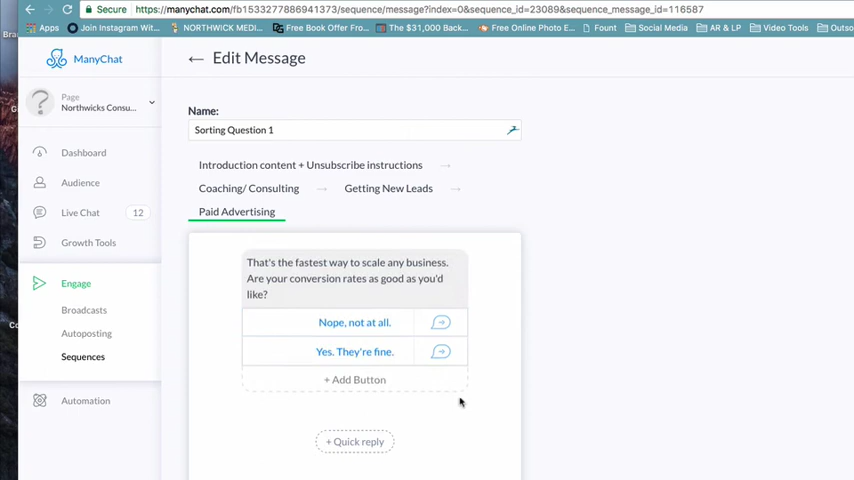 Secure https://manychat.com/fb1533277886941373/sequence/message?index=0&sequence_id=23089&sequence_message_id=116587
Apps Join Instagram Wit... NORTHWICK MEDI... Free Book Offer Fro... The $31,000 Back... Free Online Photo E... Fount Social Media AR & LP Video Tools Outso
ManyChat
Edit Message
Page
Northwicks Consu...
Name:
Sorting Question 1
Dashboard
Introduction content + Unsubscribe instructions
Audience
Coaching/ Consulting
Getting New Leads
Live Chat 12
Paid Advertising
Growth Tools
That's the fastest way to scale any business.
Are your conversion rates as good as you'd
like?
Engage
Broadcasts
Nope, not at all.
Autoposting
Yes. They're fine.
Sequences
+ Add Button
Automation
+ Quick reply